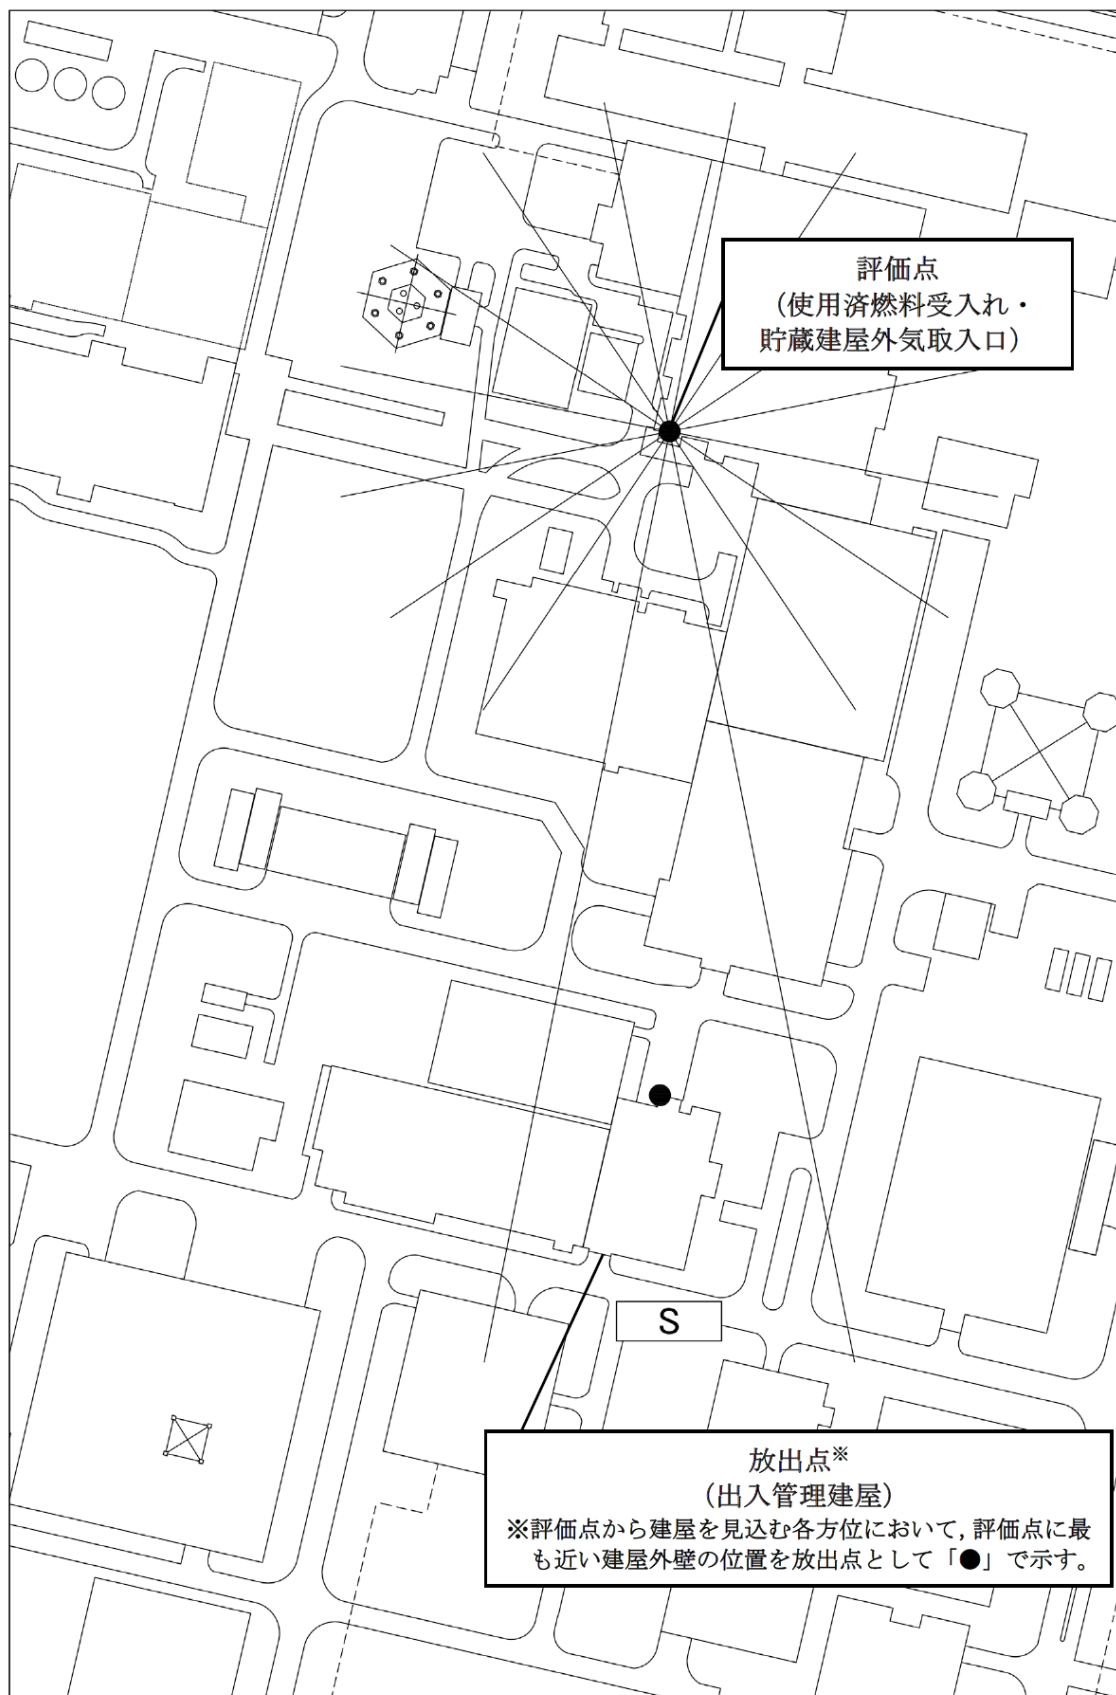 評価点
（使用済燃料受入れ・
貯蔵建屋外気取入口）
S
放出点※
（出入管理建屋）
※評価点から建屋を見込む各方位において, 評価点に最
も近い建屋外壁の位置を放出点として「●」で示す。